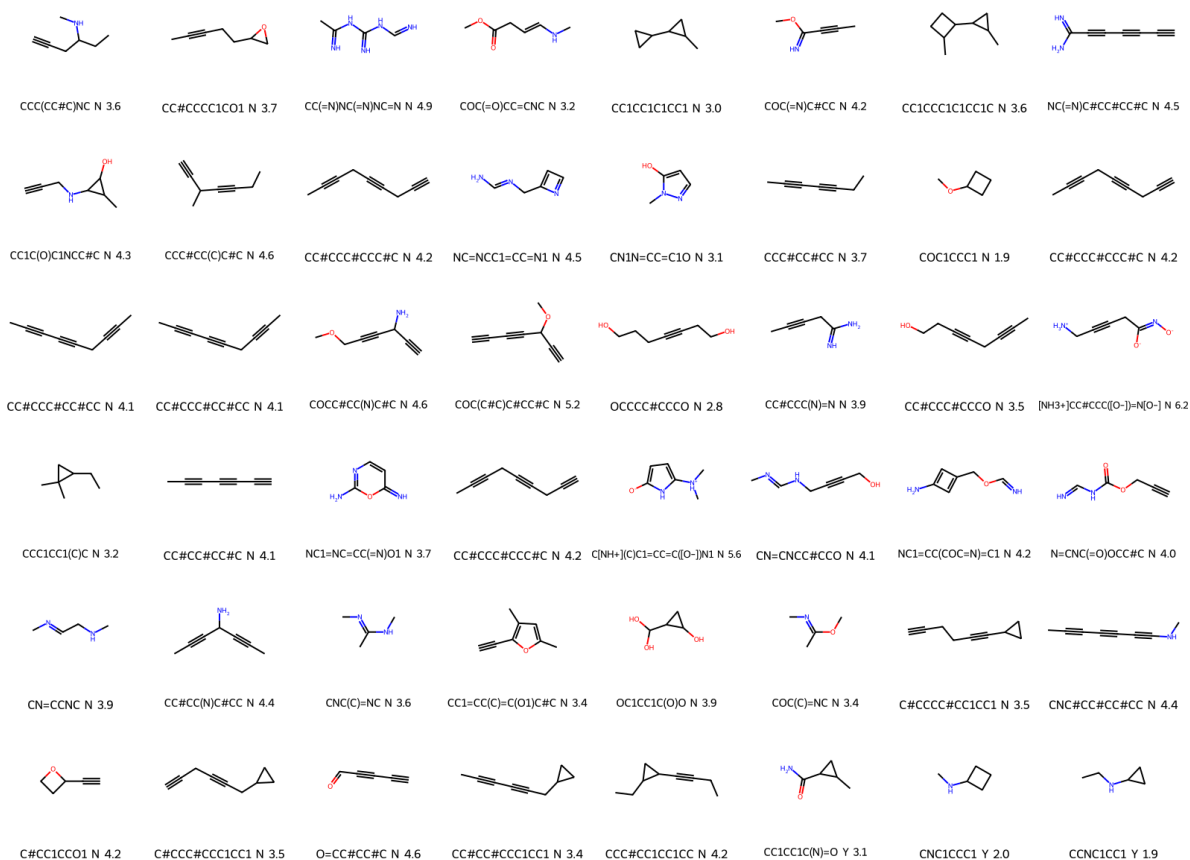 CCC(CC#C)NC N 3.6
CC#CCCC1CO1 N 3.7
CC(=N)NC(=N)NC=N N 4.9
COC(=O)CC=CNC N 3.2
CC1CC1C1CC1 N 3.0
COC(=N)C#CC N 4.2
CC1CCC1C1CC1C N 3.6
NC(=N)C#CC#CC#C N 4.5
CC1C(O)C1NCC#C N 4.3
CCC#CC(C)C#C N 4.6
CC#CCC#CCC#C N 4.2
NC=NCC1=CC=N1 N 4.5
CN1N=CC=C1O N 3.1
CCC#CC#CC N 3.7
COC1CCC1 N 1.9
CC#CCC#CCC#C N 4.2
CC#CCC#CC#CC N 4.1
CC#CCC#CC#CC N 4.1
COCC#CC(N)C#C N 4.6
COC(C#C)C#CC#C N 5.2
OCCCC#CCCO N 2.8
CC#CCC(N)=N N 3.9
CC#CCC#CCCO N 3.5
[NH3+]CC#CCC([O-])=N[O-] N 6.2
CCC1CC1(C)C N 3.2
CC#CC#CC#C N 4.1
NC1=NC=CC(=N)O1 N 3.7
CC#CCC#CCC#C N 4.2
C[NH+](C)C1=CC=C([O-])N1 N 5.6
CN=CNCC#CCO N 4.1
NC1=CC(COC=N)=C1 N 4.2
N=CNC(=O)OCC#C N 4.0
CN=CCNC N 3.9
CC#CC(N)C#CC N 4.4
CNC(C)=NC N 3.6
CC1=CC(C)=C(O1)C#C N 3.4
OC1CC1C(O)O N 3.9
COC(C)=NC N 3.4
C#CCCC#CC1CC1 N 3.5
CNC#CC#CC#CC N 4.4
C#CC1CCO1 N 4.2
C#CCC#CCC1CC1 N 3.5
O=CC#CC#C N 4.6
CC#CC#CCC1CC1 N 3.4
CCC#CC1CC1CC N 4.2
CC1CC1C(N)=O Y 3.1
CNC1CCC1 Y 2.0
CCNC1CC1 Y 1.9